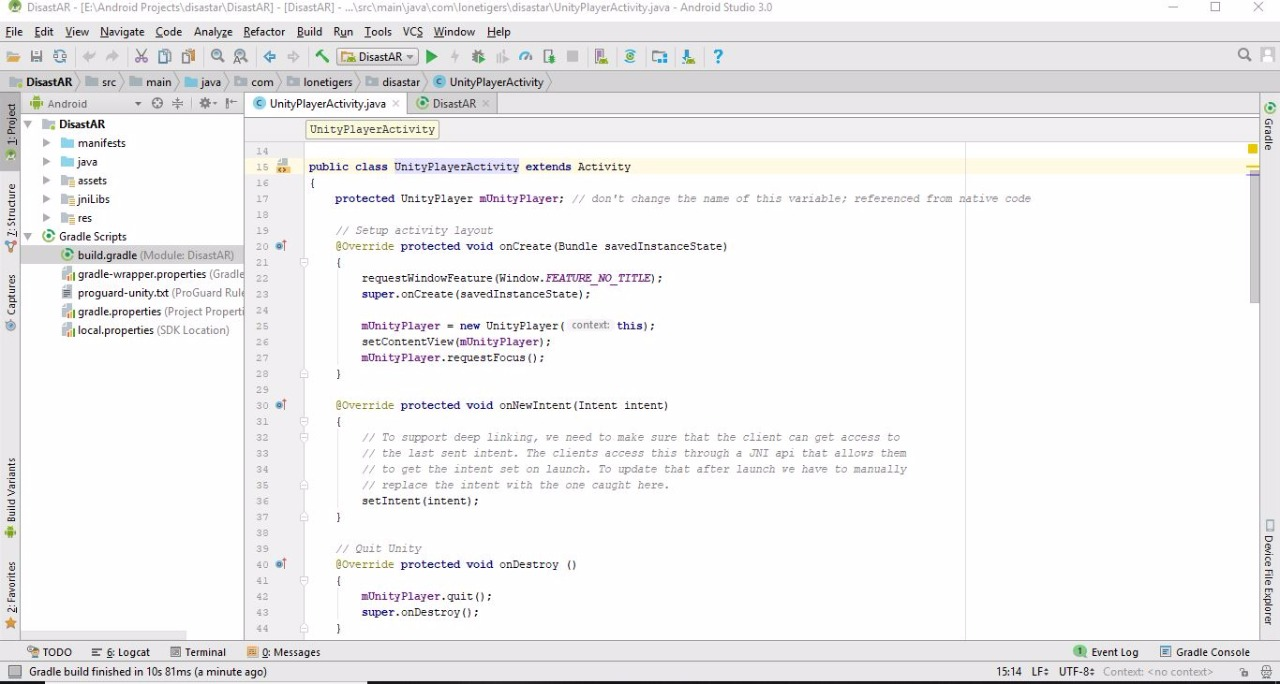 DisastAR - [E:\Android Projects\disastar\DisastAR] - [DisastAR] - ...\src\main\java\com\lonetigers\disastar\UnityPlayerActivity.java - Android Studio 3.0
File Edit View Navigate Code Analyze Refactor Build Run Tools VCS Window Help
DisastAR
DisastAR src main java com lonetigers disastar UnityPlayerActivity
Android
UnityPlayerActivity.java DisastAR
1: Project
Z: Structure
Captures
Build Variants
2: Favorites
DisastAR
manifests
java
assets
jniLibs
res
Gradle Scripts
build.gradle (Module: DisastAR)
gradle-wrapper.properties (Gradle
proguard-unity.txt (ProGuard Rule
gradle.properties (Project Properti
local.properties (SDK Location)
UnityPlayerActivity
14
15 public class UnityPlayerActivity extends Activity
16 {
17 protected UnityPlayer mUnityPlayer; // don't change the name of this variable; referenced from native code
18
19 // Setup activity layout
20 @Override protected void onCreate(Bundle savedInstanceState)
21 {
22 requestWindowFeature(Window.FEATURE_NO_TITLE);
23 super.onCreate(savedInstanceState);
24
25 mUnityPlayer = new UnityPlayer( context: this);
26 setContentView(mUnityPlayer);
27 mUnityPlayer.requestFocus();
28 }
29
30 @Override protected void onNewIntent(Intent intent)
31 {
32 // To support deep linking, we need to make sure that the client can get access to
33 // the last sent intent. The clients access this through a JNI api that allows them
34 // to get the intent set on launch. To update that after launch we have to manually
35 // replace the intent with the one caught here.
36 setIntent(intent);
37 }
38
39 // Quit Unity
40 @Override protected void onDestroy ()
41 {
42 mUnityPlayer.quit();
43 super.onDestroy();
44 }
Gradle
Device File Explorer
TODO 6: Logcat Terminal 0: Messages 1 Event Log Gradle Console
Gradle build finished in 10s 81ms (a minute ago) 15:14 LF UTF-8 Context: <no context>